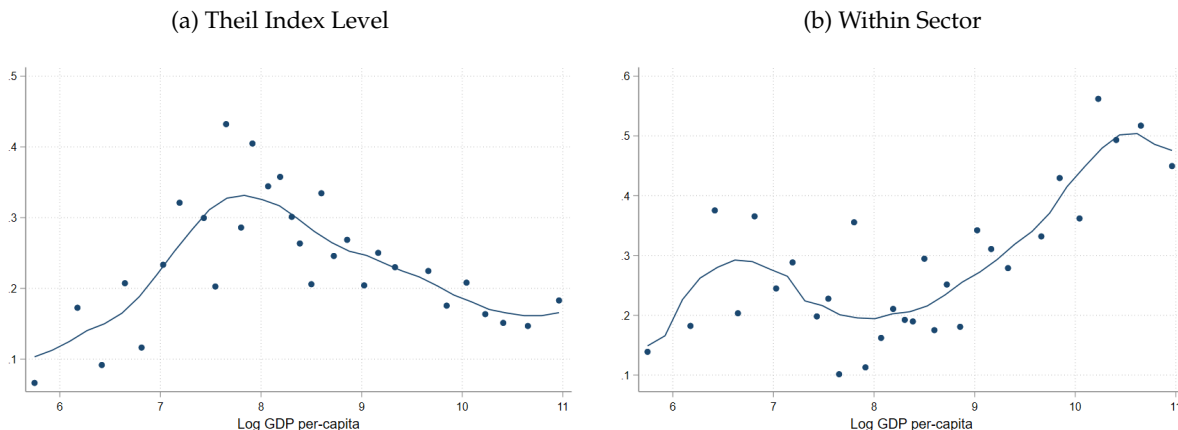 (a) Theil Index Level
.5
.4
.3
.2
.1
6 7 8 9 10 11
Log GDP per-capita
(b) Within Sector
.6
.5
.4
.3
.2
.1
6 7 8 9 10 11
Log GDP per-capita